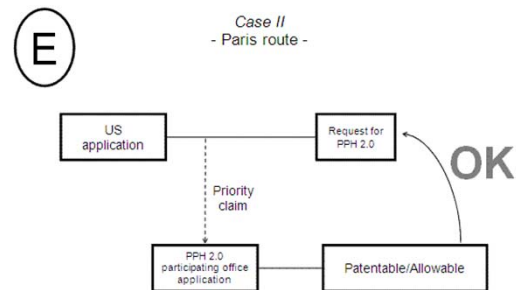 E
Case II
- Paris route -
US
application
Request for
PPH 2.0
OK
Priority
claim
PPH 2.0
participating office
application
Patentable/Allowable